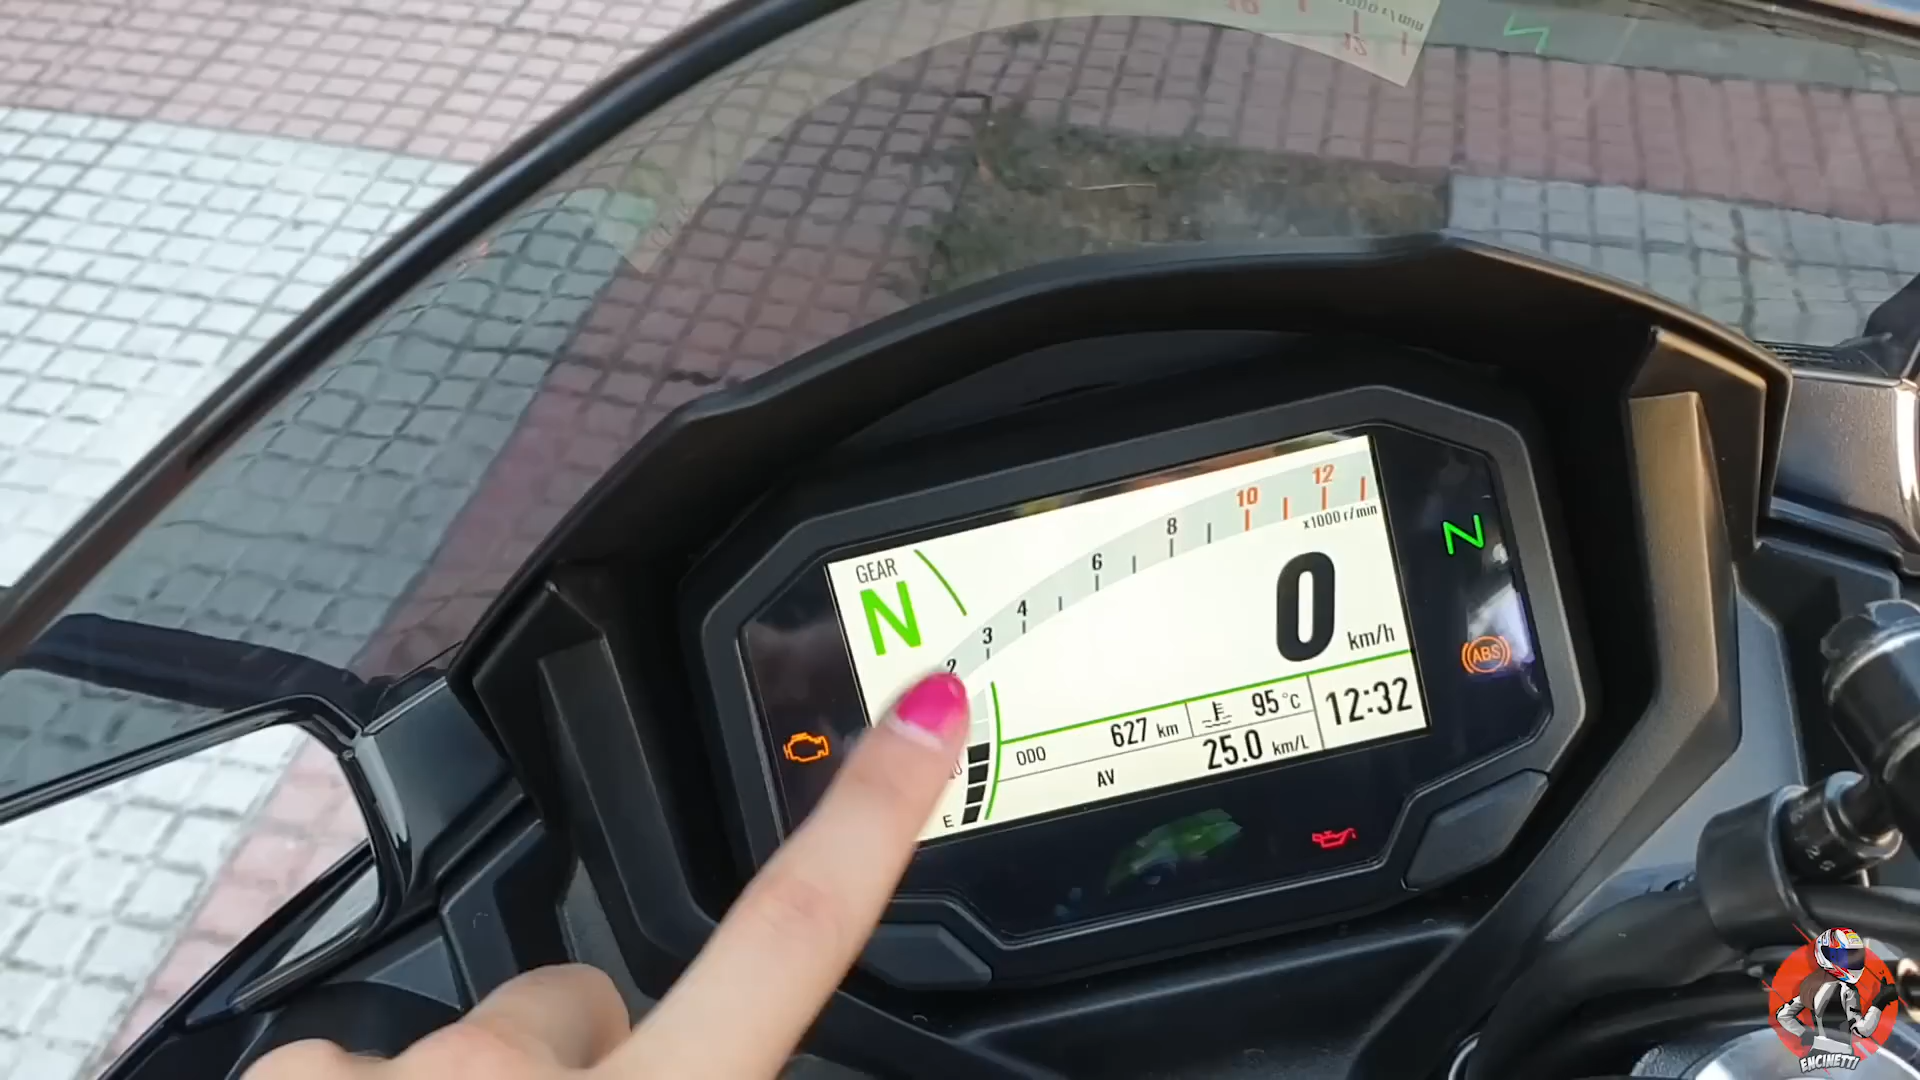 GEAR
N
2
3
4
6
8
10
12
x1000 r/min
0 km/h
N
ABS
ODO 627 km
95 °C
12:32
AV 25.0 km/L
E
ENCINETTI